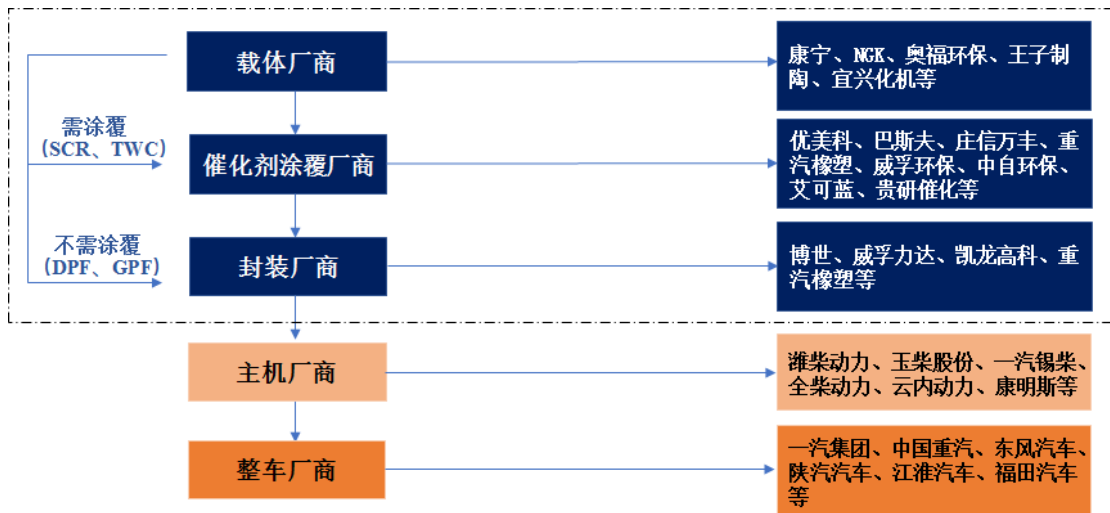 载体厂商
康宁、NGK、奥福环保、王子制
陶、宜兴化机等
需涂覆
(SCR、TWC)
催化剂涂覆厂商
优美科、巴斯夫、庄信万丰、重
汽橡塑、威孚环保、中自环保、
艾可蓝、贵研催化等
不需涂覆
(DPF、GPF)
封装厂商
博世、威孚力达、凯龙高科、重
汽橡塑等
主机厂商
潍柴动力、玉柴股份、一汽锡柴、
全柴动力、云内动力、康明斯等
整车厂商
一汽集团、中国重汽、东风汽车、
陕汽汽车、江淮汽车、福田汽车
等